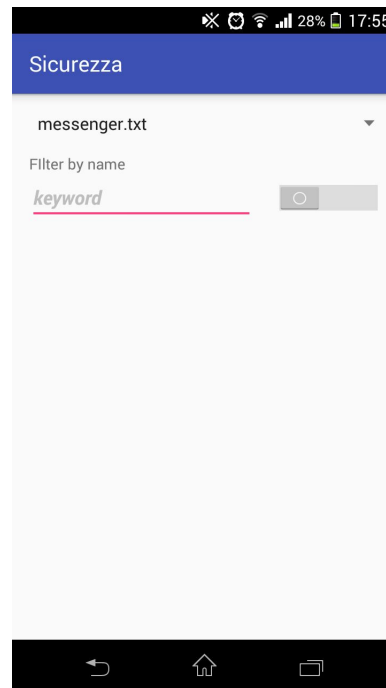 28% 17:55
Sicurezza
messenger.txt
FIlter by name
keyword